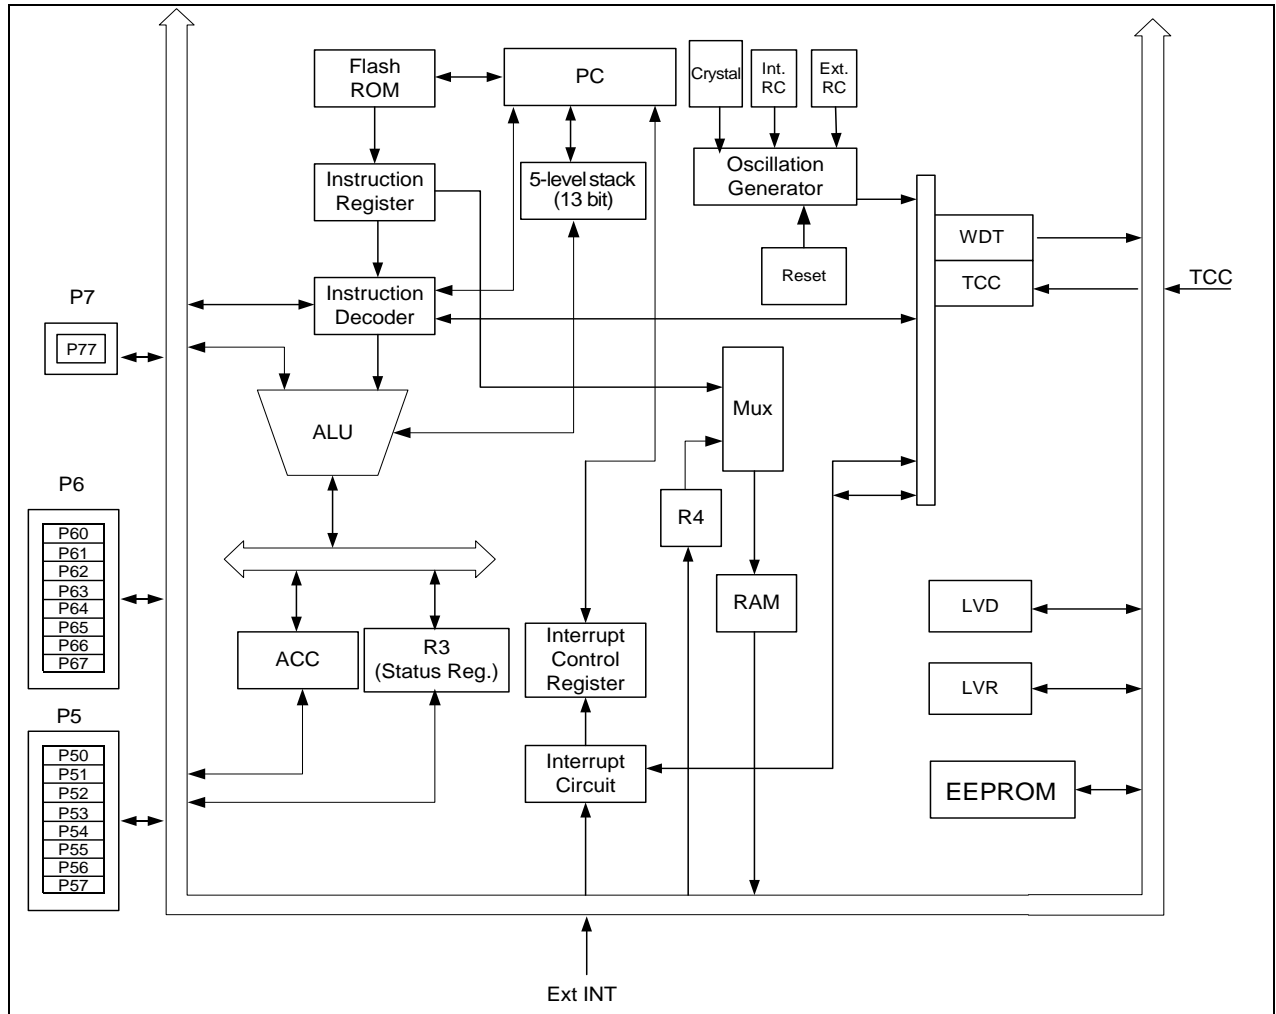 Flash
ROM
PC
Crystal
Int.
RC
Ext.
RC
Instruction
Register
5-level stack
(13 bit)
Oscillation
Generator
WDT
Reset
TCC
TCC
Instruction
Decoder
P7
P77
Mux
ALU
P6
P60
P61
P62
P63
P64
P65
P66
P67
R4
RAM
LVD
ACC
R3
(Status Reg.)
Interrupt
Control
Register
LVR
P5
P50
P51
P52
P53
P54
P55
P56
P57
Interrupt
Circuit
EEPROM
Ext INT